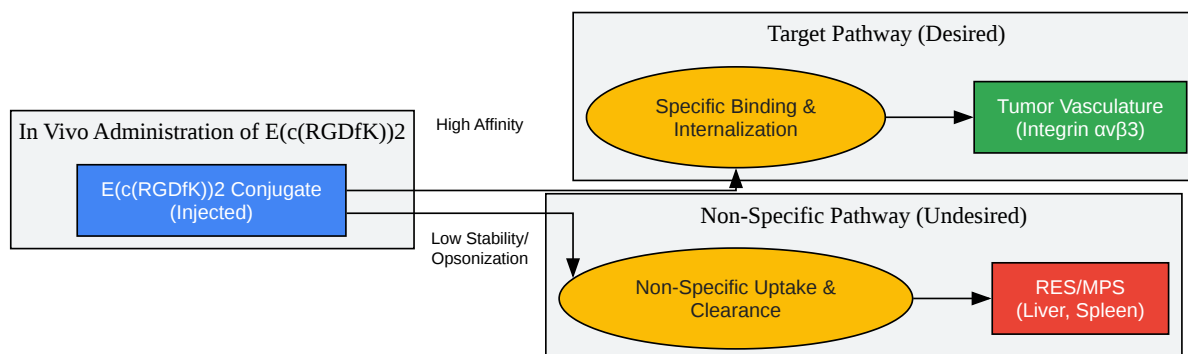 In Vivo Administration of E(c(RGDfK))2
E(c(RGDfK))2 Conjugate
(Injected)
High Affinity
Low Stability/
Opsonization
Target Pathway (Desired)
Specific Binding &
Internalization
Tumor Vasculature
(Integrin αvβ3)
Non-Specific Pathway (Undesired)
Non-Specific Uptake &
Clearance
RES/MPS
(Liver, Spleen)